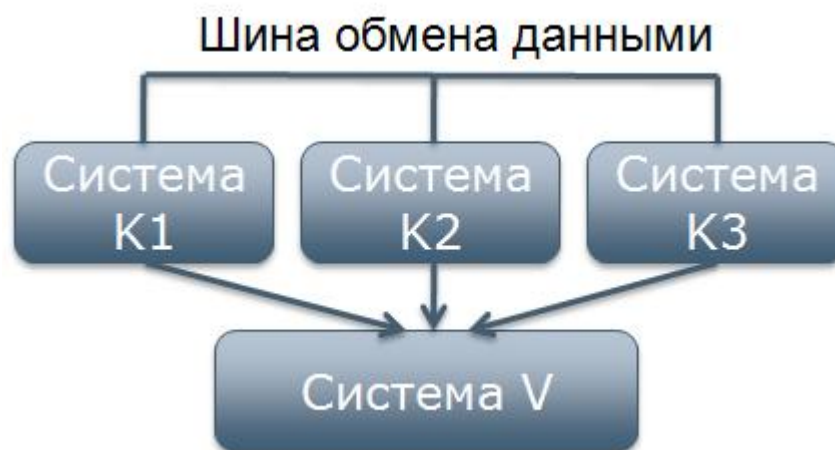 Шина обмена данными
Система
K1
Система
K2
Система
K3
Система V